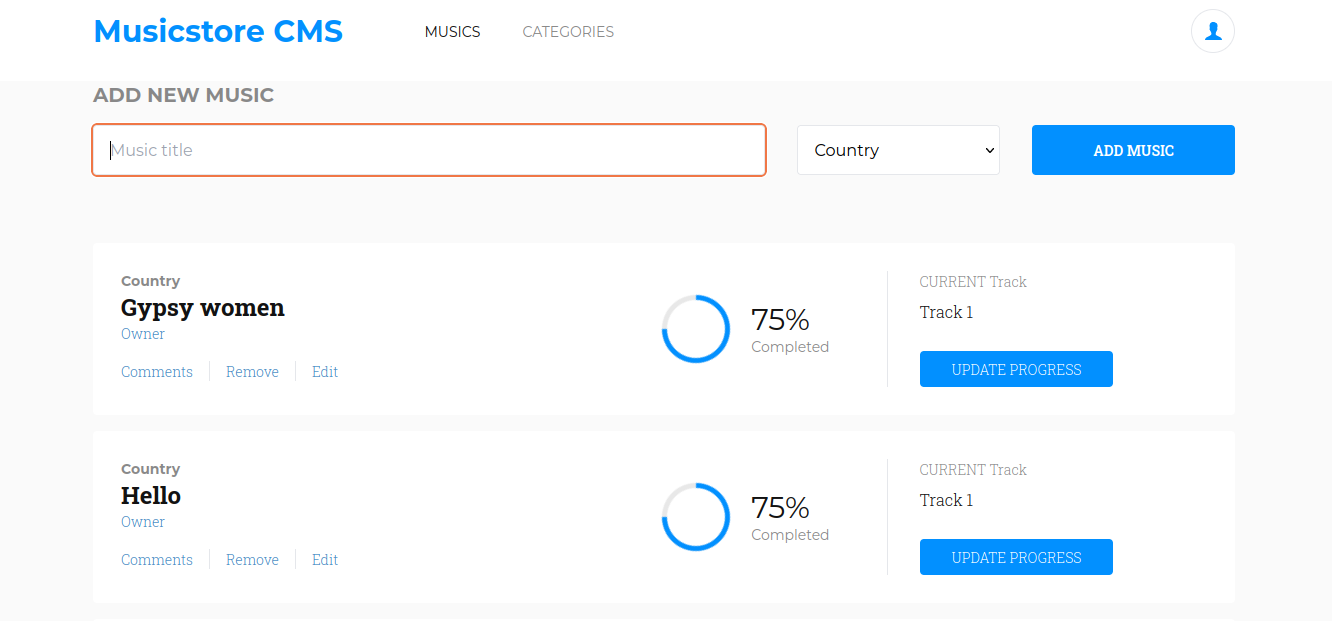 Musicstore CMS MUSICS CATEGORIES
ADD NEW MUSIC
Music title Country ADD MUSIC
Country
Gypsy women
Owner
Comments Remove Edit
75%
Completed
CURRENT Track
Track 1
UPDATE PROGRESS
Country
Hello
Owner
Comments Remove Edit
75%
Completed
CURRENT Track
Track 1
UPDATE PROGRESS